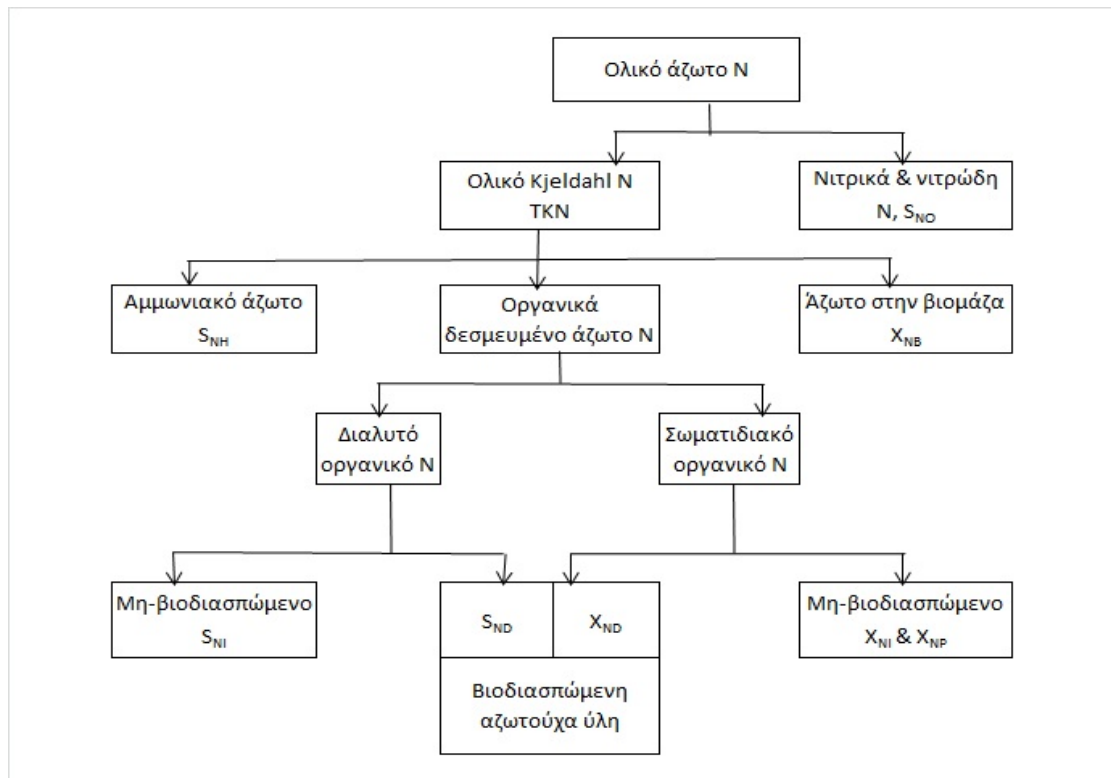 Ολικό άζωτο Ν
Ολικό Kjeldahl N
TKN
Νιτρικά & νιτρώδη
N, S_NO
Αμμωνιακό άζωτο
S_NH
Οργανικά
δεσμευμένο άζωτο Ν
Άζωτο στην βιομάζα
X_NB
Διαλυτό
οργανικό Ν
Σωματιδιακό
οργανικό Ν
Μη-βιοδιασπώμενο
S_NI
S_ND
X_ND
Βιοδιασπώμενη
αζωτούχα ύλη
Μη-βιοδιασπώμενο
X_NI & X_NP